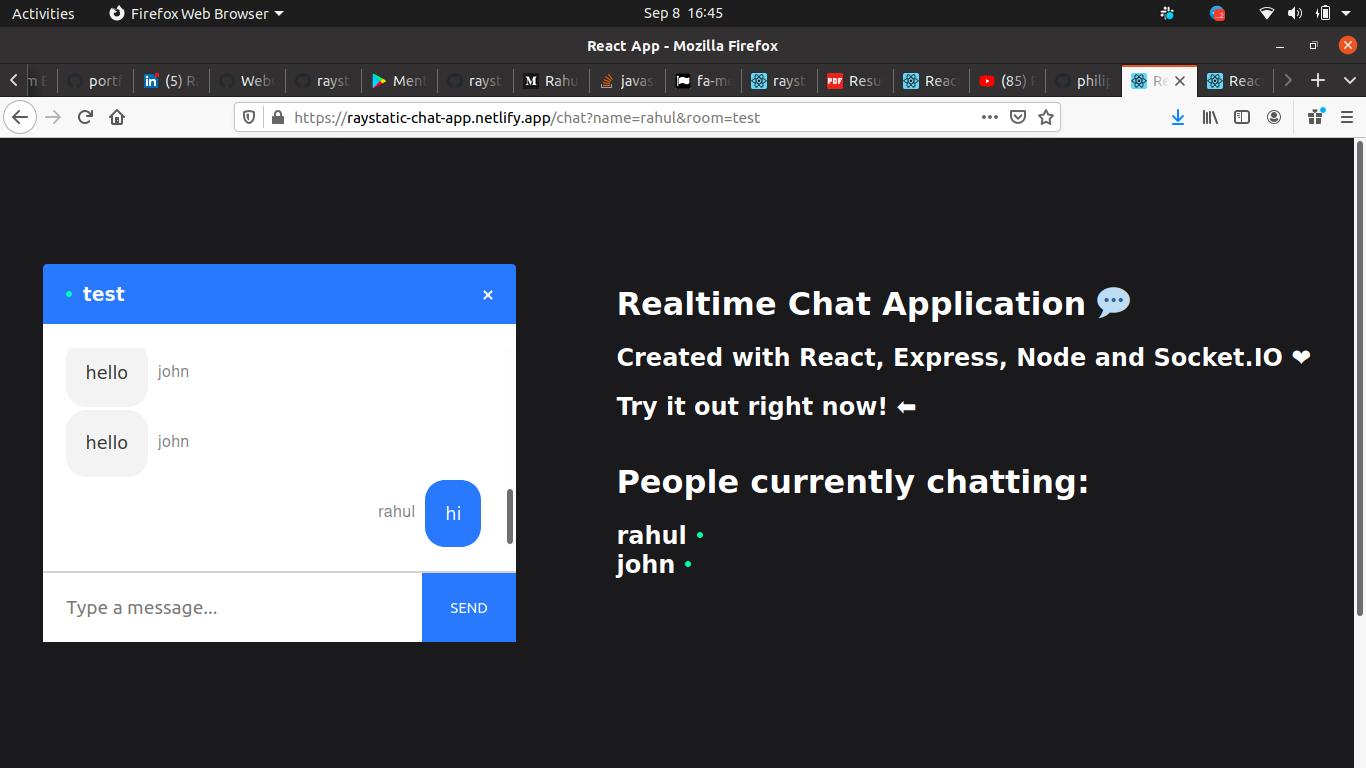 Activities Firefox Web Browser Sep 8 16:45
React App - Mozilla Firefox
portf (5) Ra Webu rayst Ment rayst Rahu javas fa-me rayst Resu React (85) philip Re React
https://raystatic-chat-app.netlify.app/chat?name=rahul&room=test
test ×
hello john
hello john
rahul hi
Type a message...
SEND
Realtime Chat Application 💬
Created with React, Express, Node and Socket.IO ❤
Try it out right now! ⬅
People currently chatting:
rahul
john